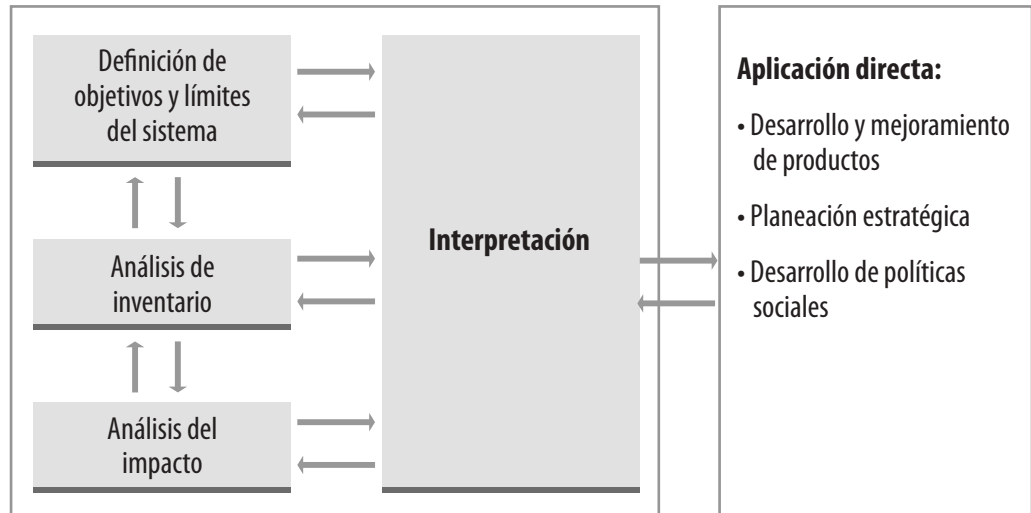 Definición de
objetivos y límites
del sistema
Análisis de
inventario
Análisis del
impacto
Interpretación
Aplicación directa:
• Desarrollo y mejoramiento
de productos
• Planeación estratégica
• Desarrollo de políticas
sociales